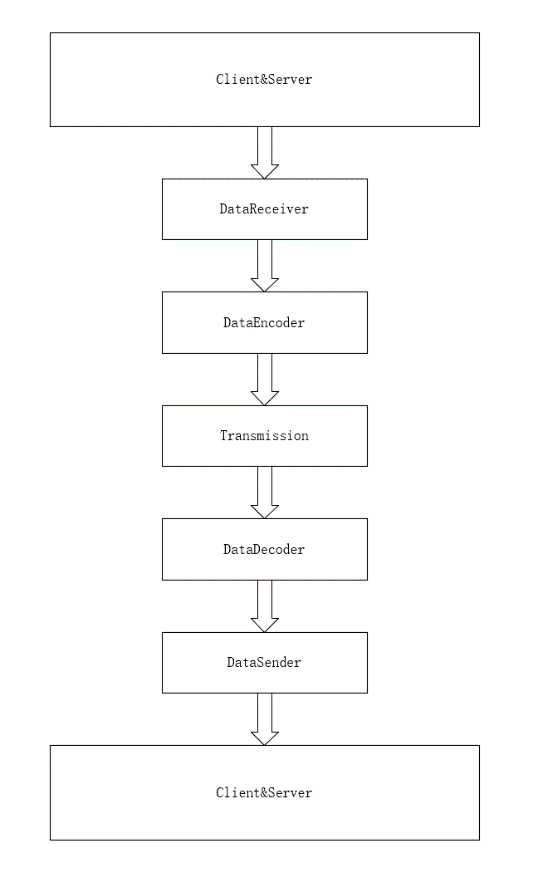 Client&Server
DataReceiver
DataEncoder
Transmission
DataDecoder
DataSender
Client&Server